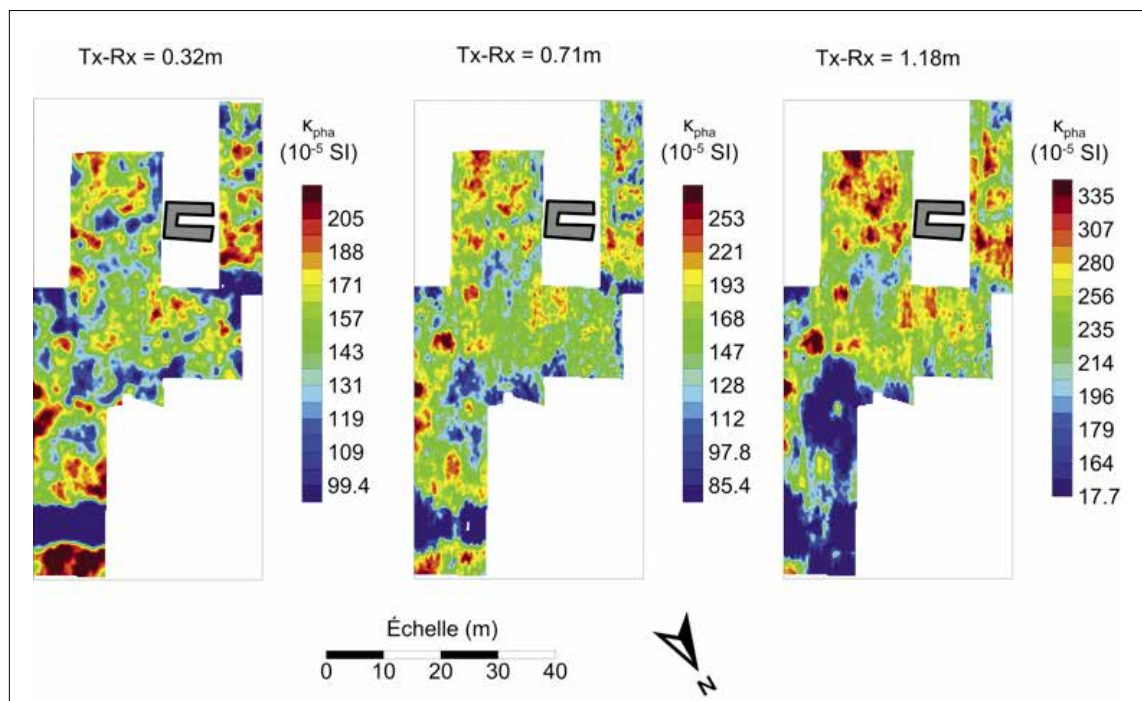 Tx-Rx = 0.32m
Tx-Rx = 0.71m
Tx-Rx = 1.18m
κpha
(10-5 SI)
205
188
171
157
143
131
119
109
99.4
κpha
(10-5 SI)
253
221
193
168
147
128
112
97.8
85.4
κpha
(10-5 SI)
335
307
280
256
235
214
196
179
164
17.7
Échelle (m)
0 10 20 30 40
N